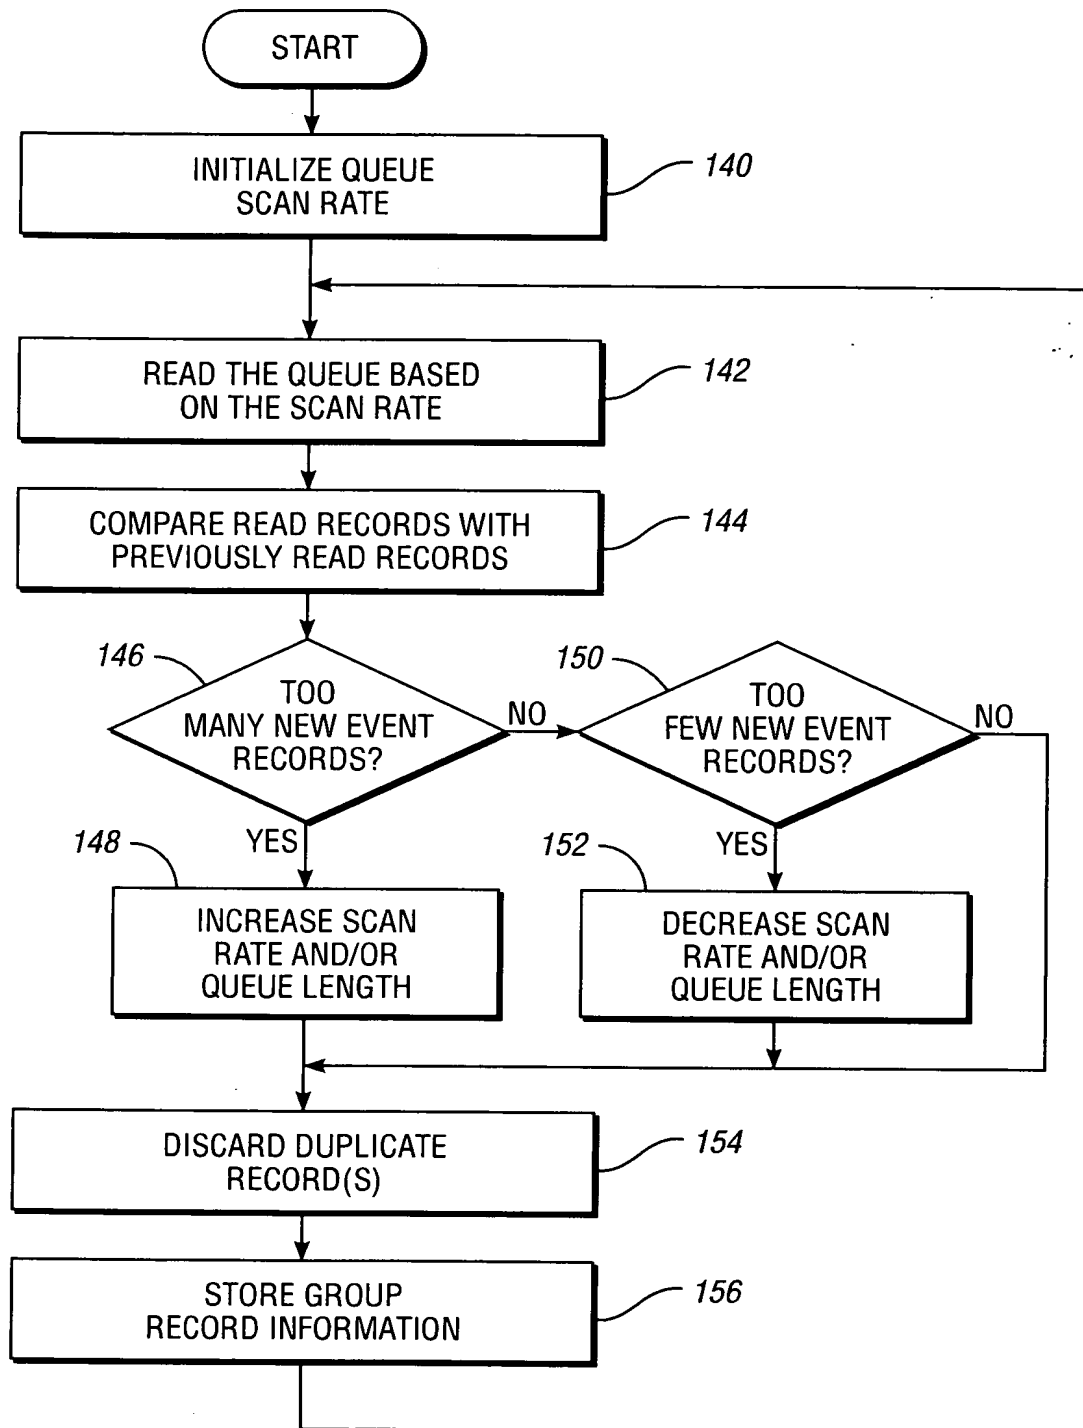 START
INITIALIZE QUEUE
SCAN RATE
140
READ THE QUEUE BASED
ON THE SCAN RATE
142
COMPARE READ RECORDS WITH
PREVIOUSLY READ RECORDS
144
146
TOO
MANY NEW EVENT
RECORDS?
NO
150
TOO
FEW NEW EVENT
RECORDS?
NO
YES
148
INCREASE SCAN
RATE AND/OR
QUEUE LENGTH
YES
152
DECREASE SCAN
RATE AND/OR
QUEUE LENGTH
DISCARD DUPLICATE
RECORD(S)
154
STORE GROUP
RECORD INFORMATION
156